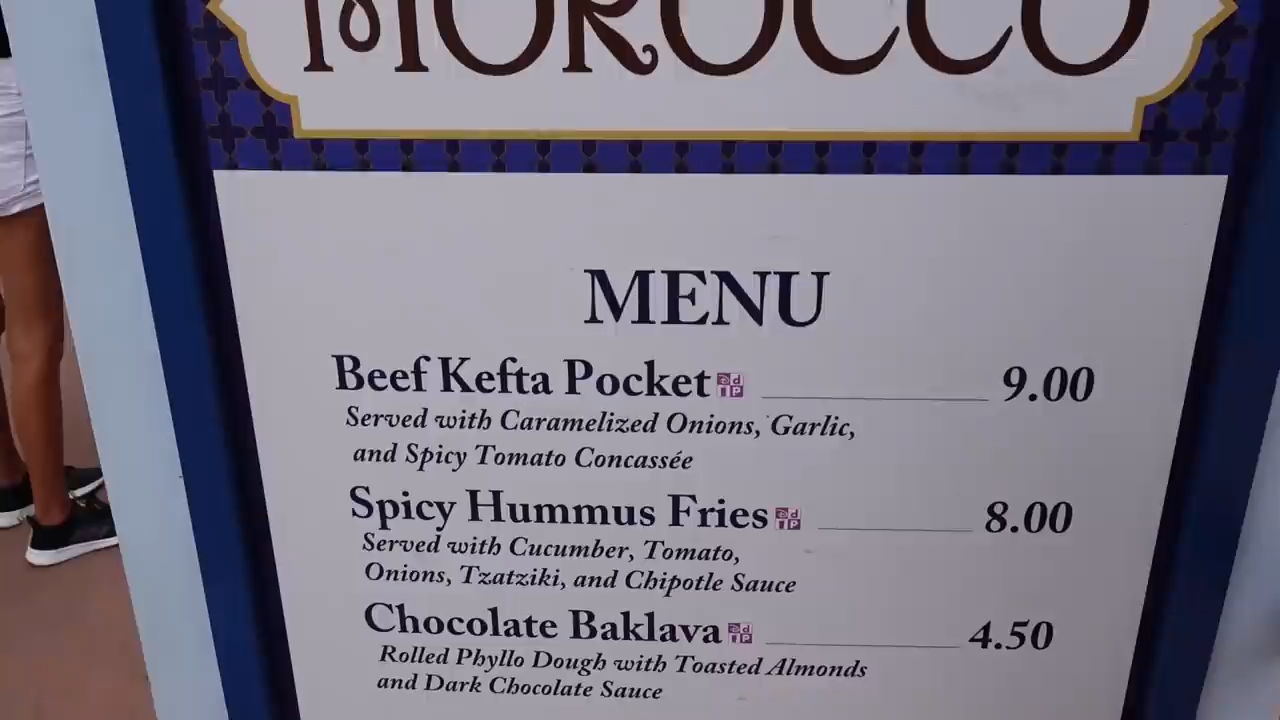 MOROCCO
MENU
Beef Kefta Pocket 9.00
Served with Caramelized Onions, Garlic,
and Spicy Tomato Concassée
Spicy Hummus Fries 8.00
Served with Cucumber, Tomato,
Onions, Tzatziki, and Chipotle Sauce
Chocolate Baklava 4.50
Rolled Phyllo Dough with Toasted Almonds
and Dark Chocolate Sauce